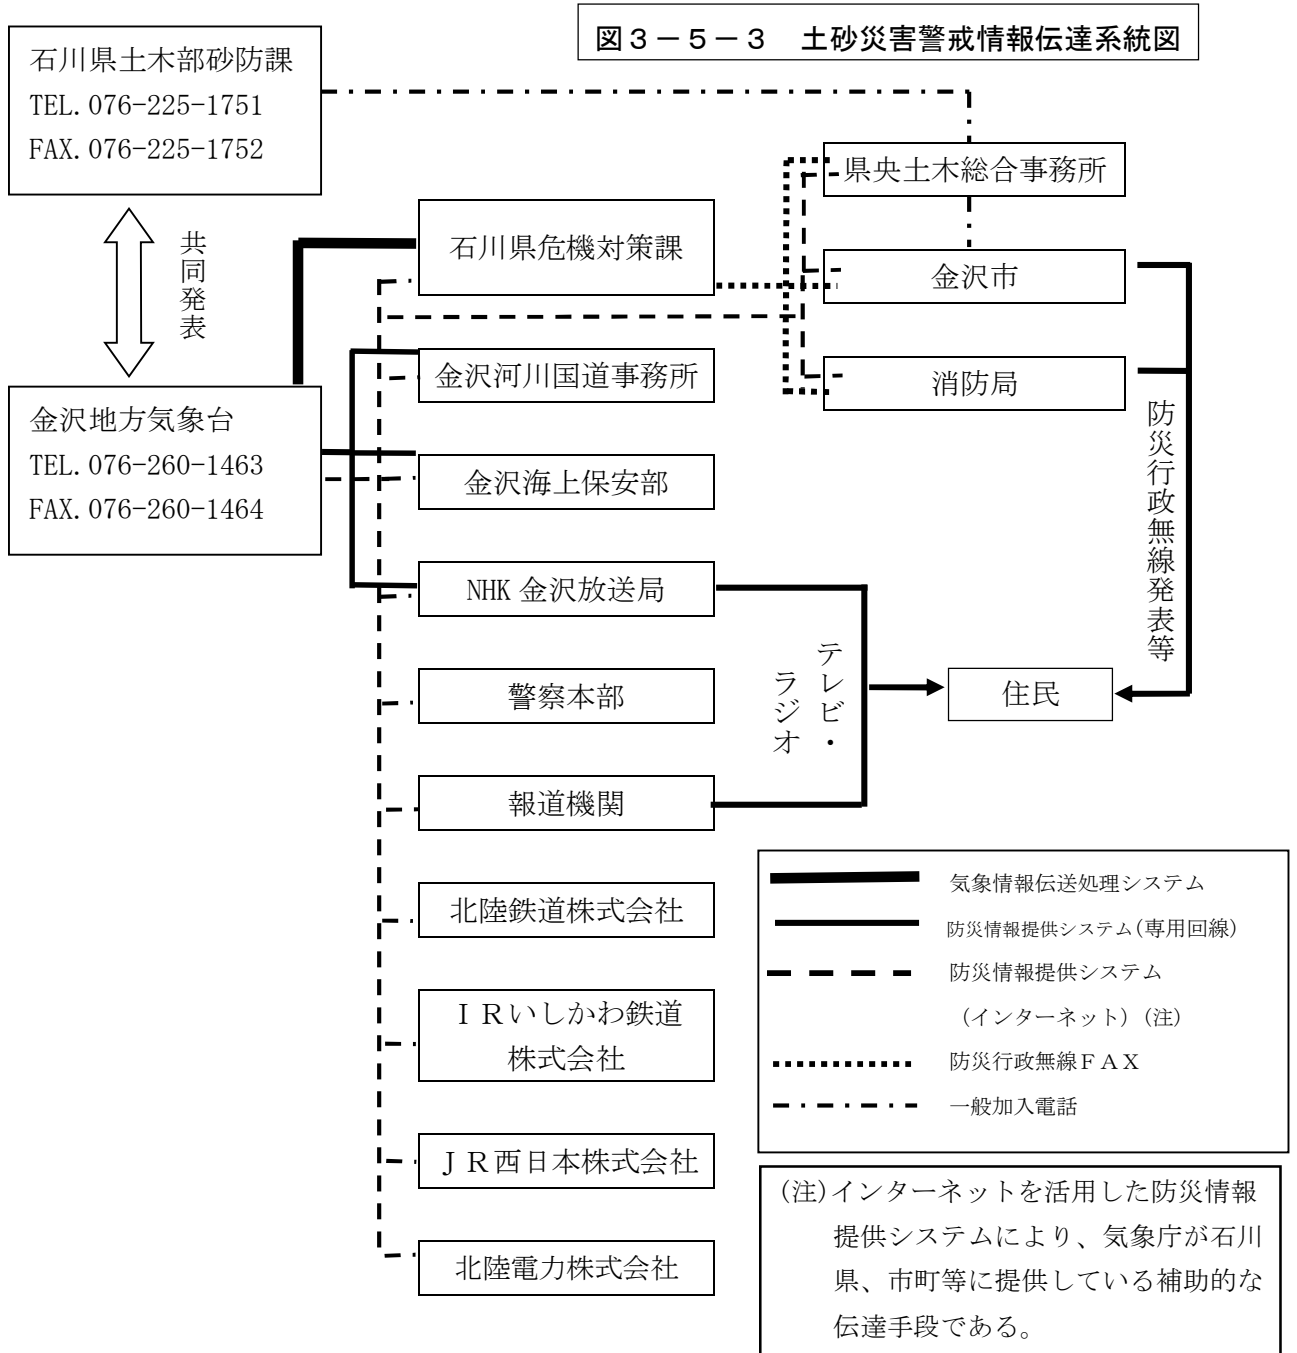 図３－５－３　土砂災害警戒情報伝達系統図
石川県土木部砂防課
TEL.076-225-1751
FAX.076-225-1752
共同発表
金沢地方気象台
TEL.076-260-1463
FAX.076-260-1464
石川県危機対策課
金沢河川国道事務所
金沢海上保安部
NHK 金沢放送局
警察本部
報道機関
北陸鉄道株式会社
ＩＲいしかわ鉄道
株式会社
ＪＲ西日本株式会社
北陸電力株式会社
県央土木総合事務所
金沢市
消防局
防災行政無線発表等
テレビ・
ラジオ
住民
気象情報伝送処理システム
防災情報提供システム(専用回線)
防災情報提供システム
（インターネット）(注)
防災行政無線ＦＡＸ
一般加入電話
(注)インターネットを活用した防災情報
提供システムにより、気象庁が石川
県、市町等に提供している補助的な
伝達手段である。